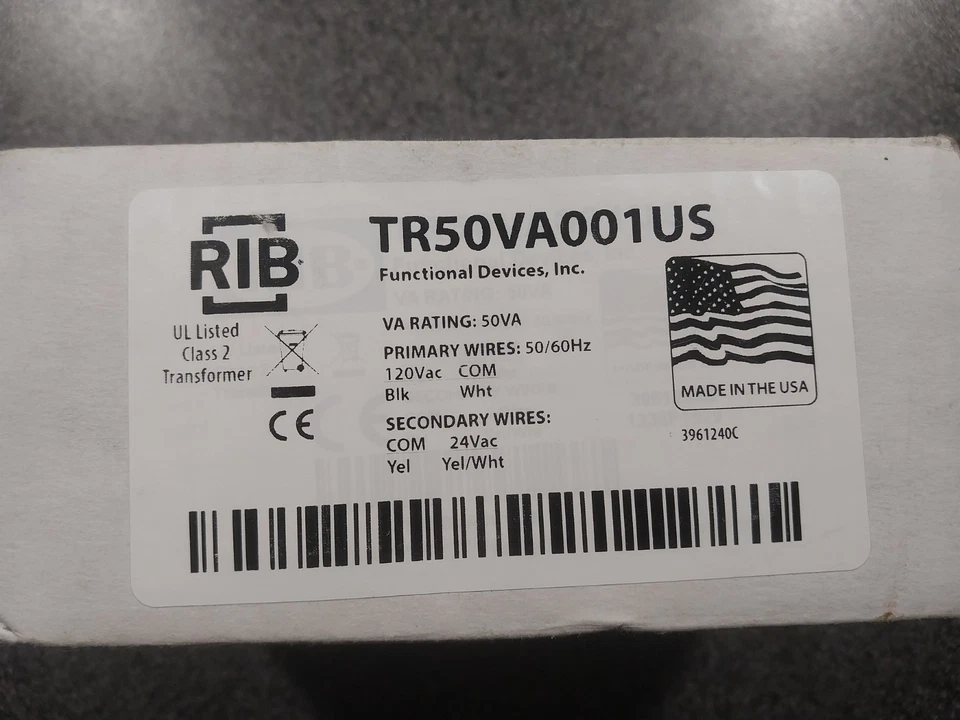 RIB
TR50VA001US
Functional Devices, Inc.
UL Listed
Class 2
Transformer
CE
VA RATING: 50VA
PRIMARY WIRES: 50/60Hz
120Vac COM
Blk Wht
SECONDARY WIRES:
COM 24Vac
Yel Yel/Wht
MADE IN THE USA
3961240C